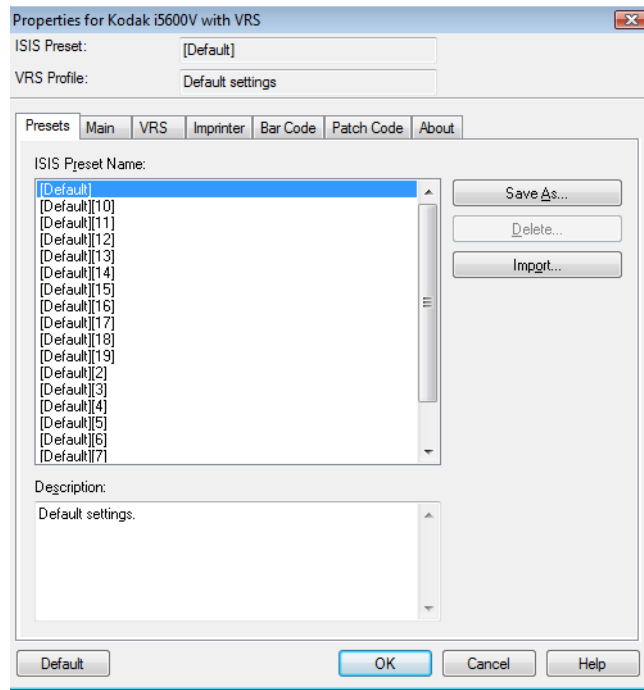 Properties for Kodak i5600V with VRS
ISIS Preset:
[Default]
VRS Profile:
Default settings
Presets Main VRS Imprinter Bar Code Patch Code About
ISIS Preset Name:
[Default]
[Default][10]
[Default][11]
[Default][12]
[Default][13]
[Default][14]
[Default][15]
[Default][16]
[Default][17]
[Default][18]
[Default][19]
[Default][2]
[Default][3]
[Default][4]
[Default][5]
[Default][6]
[Default][7]
Save As...
Delete...
Import...
Description:
Default settings.
Default OK Cancel Help